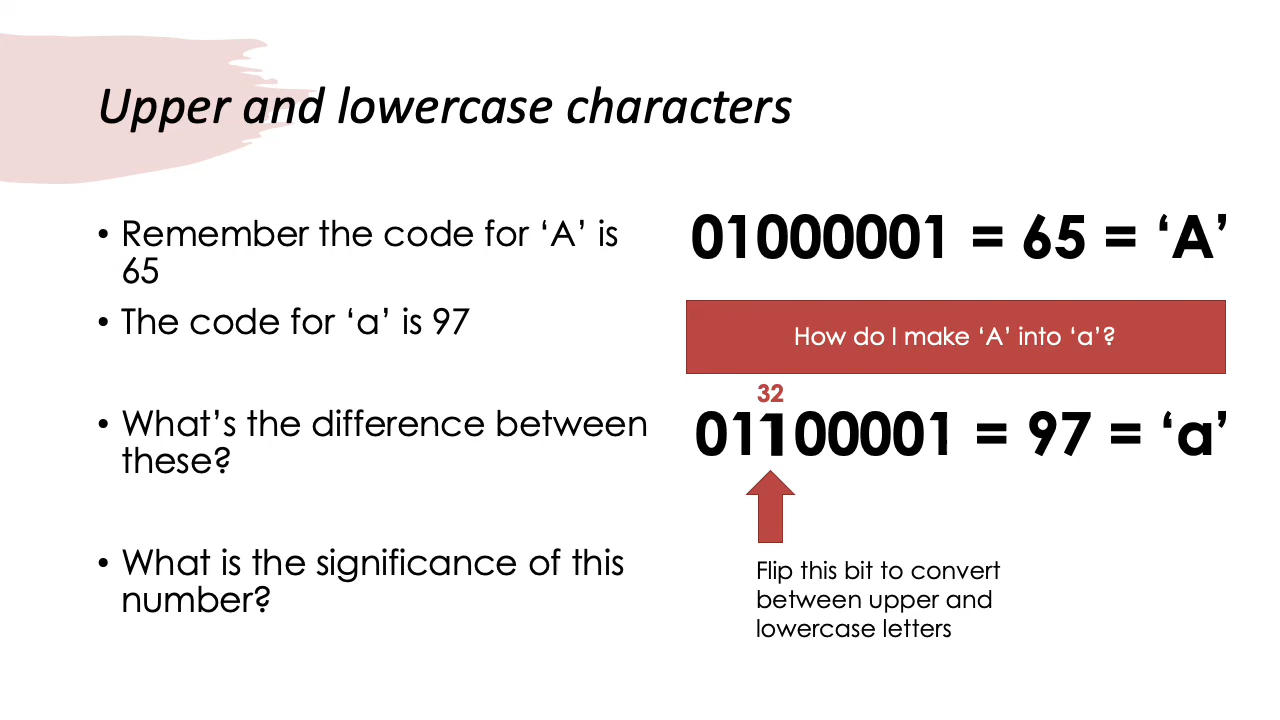 Upper and lowercase characters
• Remember the code for ‘A’ is
65
• The code for ‘a’ is 97
• What’s the difference between
these?
• What is the significance of this
number?
01000001 = 65 = ‘A’
How do I make ‘A’ into ‘a’?
32
01100001 = 97 = ‘a’
Flip this bit to convert
between upper and
lowercase letters